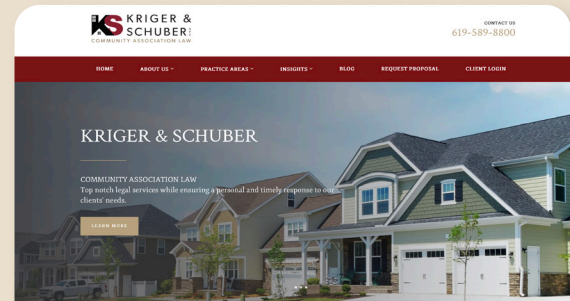 KS KRIGER &
SCHUBER
COMMUNITY ASSOCIATION LAW
CONTACT US
619-589-8800
HOME ABOUT US PRACTICE AREAS INSIGHTS BLOG REQUEST PROPOSAL CLIENT LOGIN
KRIGER & SCHUBER
COMMUNITY ASSOCIATION LAW
Top notch legal services while ensuring a personal and timely response to our
clients' needs.
LEARN MORE